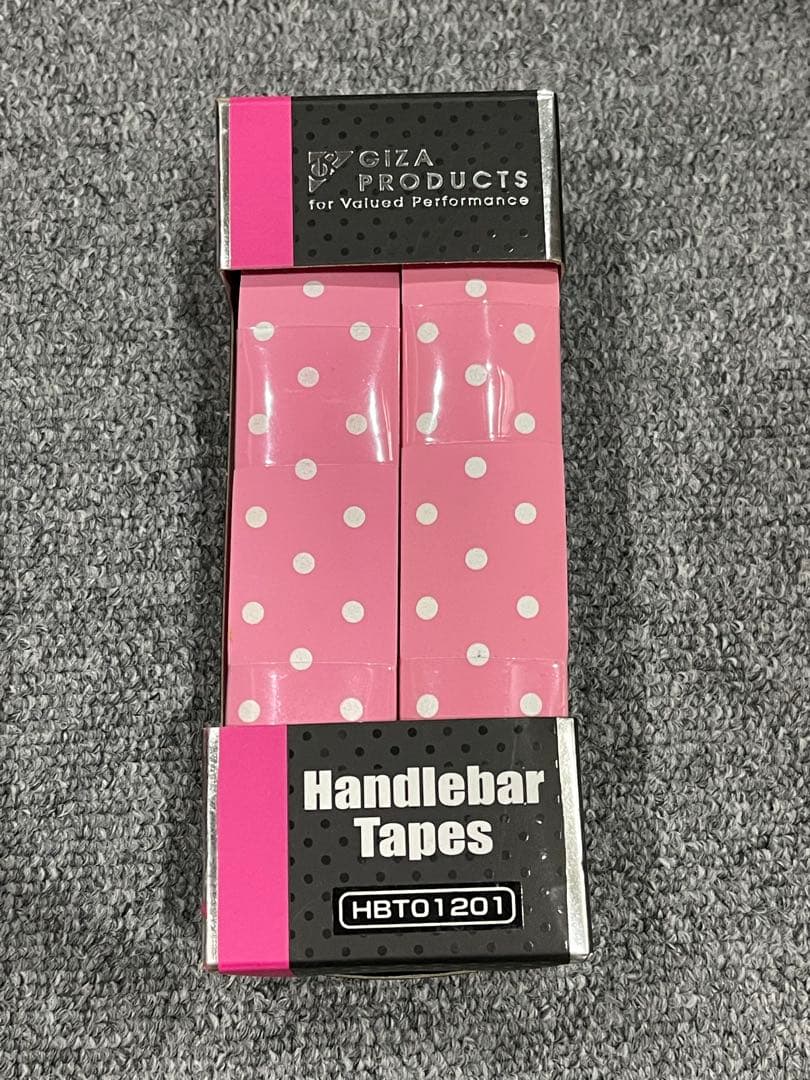 GIZA
PRODUCTS
for Valued Performance
Handlebar
Tapes
HBT01201